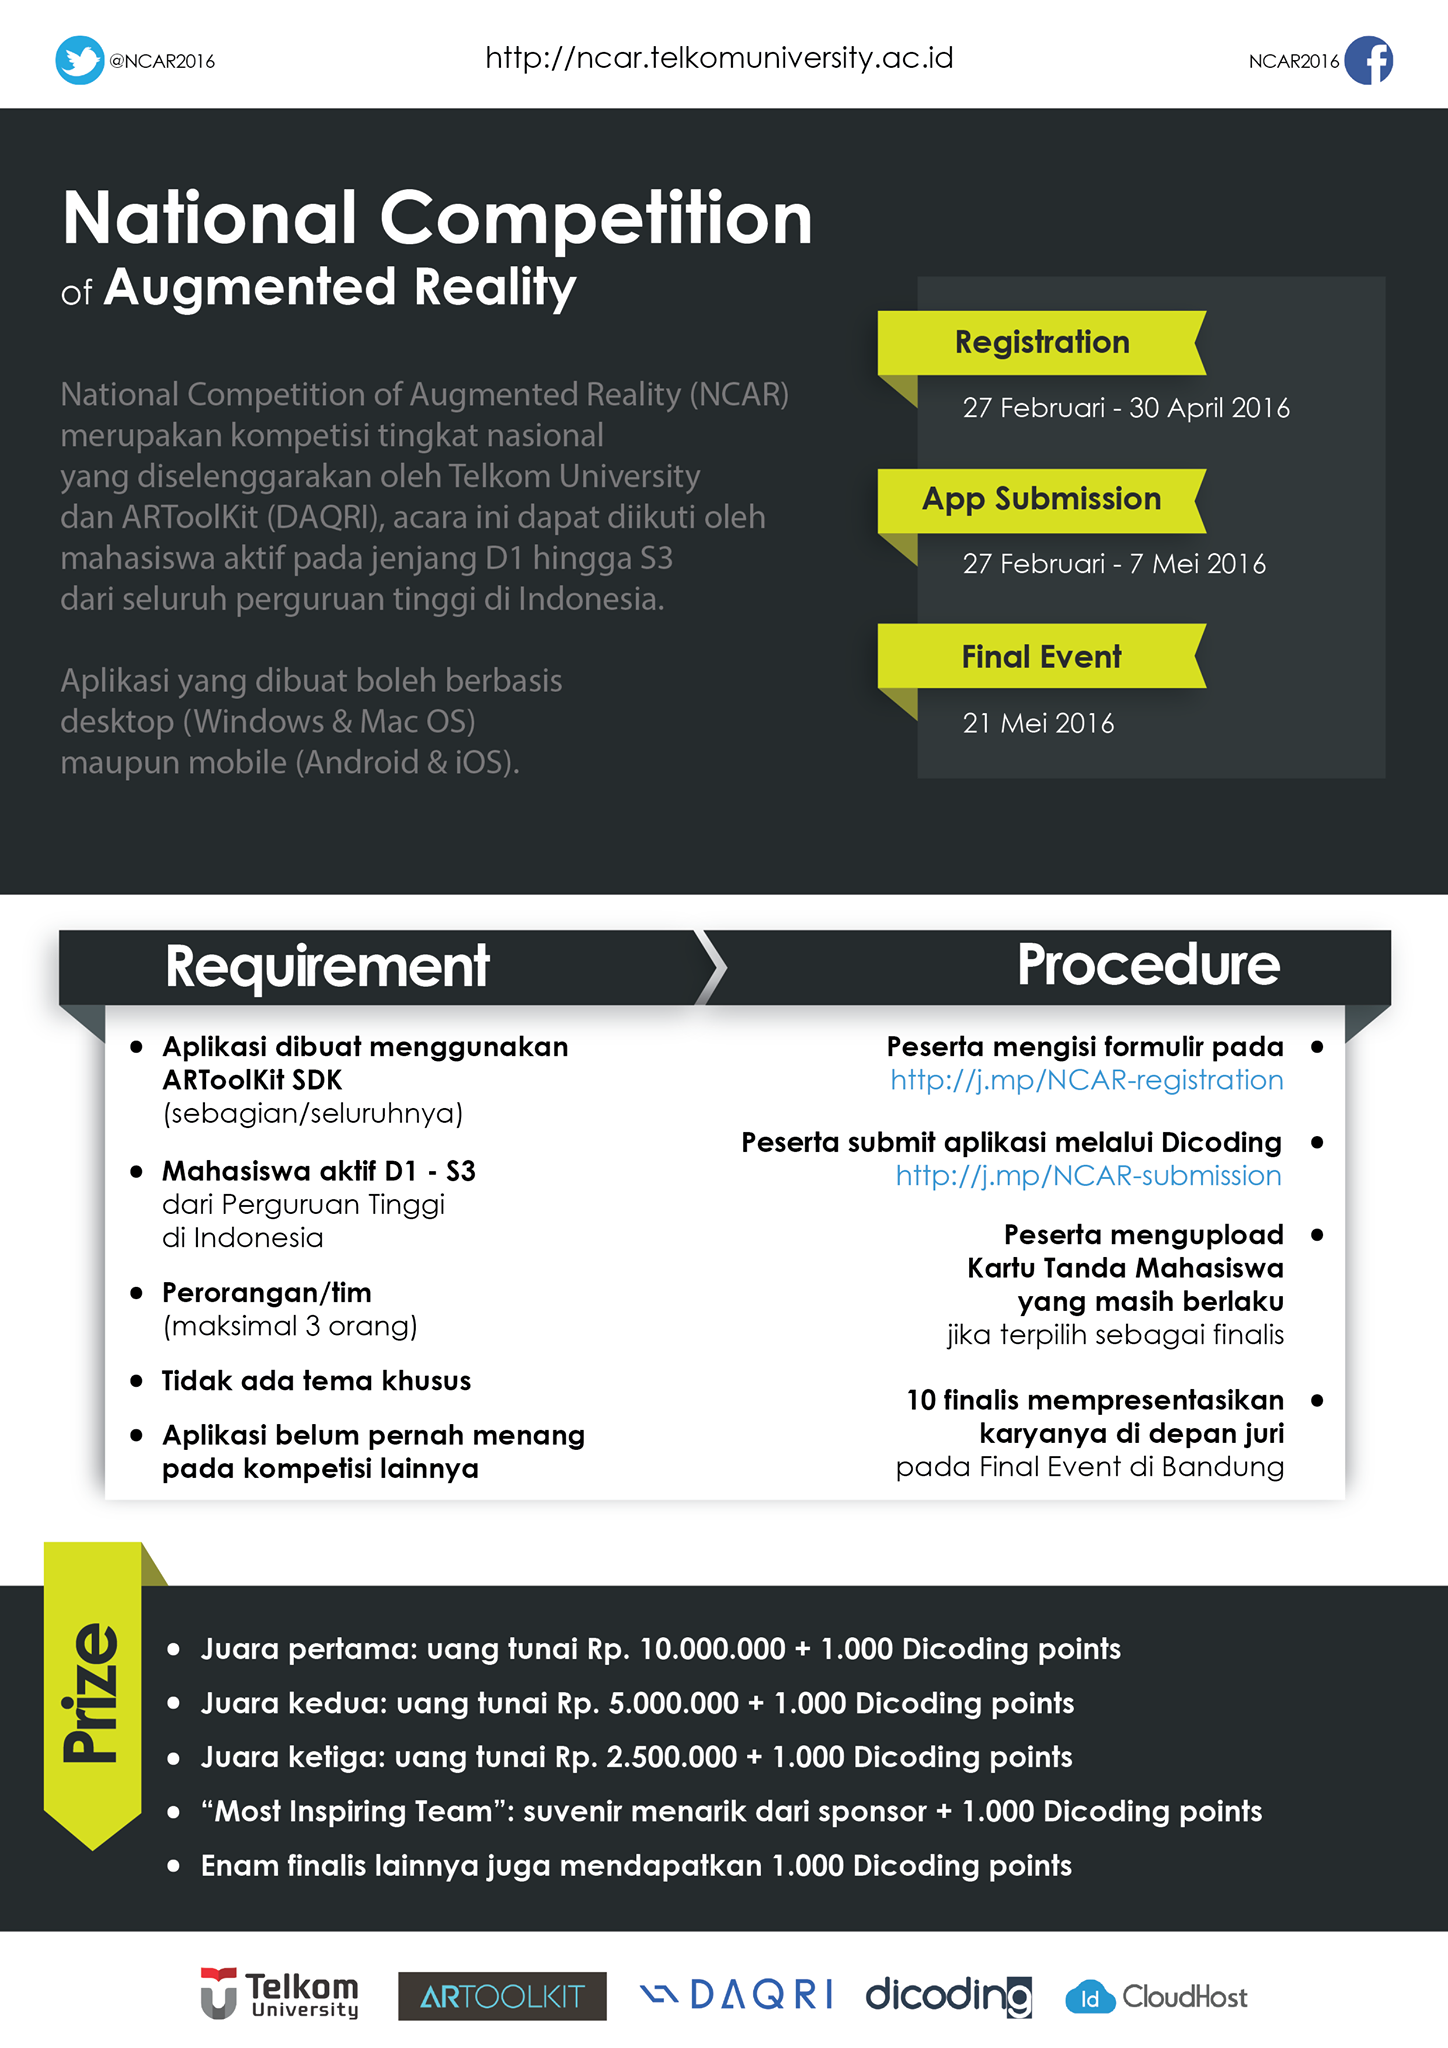 @NCAR2016
http://ncar.telkomuniversity.ac.id
NCAR2016
National Competition
of Augmented Reality
National Competition of Augmented Reality (NCAR)
merupakan kompetisi tingkat nasional
yang diselenggarakan oleh Telkom University
dan ARToolKit (DAQRI), acara ini dapat diikuti oleh
mahasiswa aktif pada jenjang D1 hingga S3
dari seluruh perguruan tinggi di Indonesia.
Aplikasi yang dibuat boleh berbasis
desktop (Windows & Mac OS)
maupun mobile (Android & iOS).
Registration
27 Februari - 30 April 2016
App Submission
27 Februari - 7 Mei 2016
Final Event
21 Mei 2016
Requirement
• Aplikasi dibuat menggunakan
ARToolKit SDK
(sebagian/seluruhnya)
• Mahasiswa aktif D1 - S3
dari Perguruan Tinggi
di Indonesia
• Perorangan/tim
(maksimal 3 orang)
• Tidak ada tema khusus
• Aplikasi belum pernah menang
pada kompetisi lainnya
Procedure
Peserta mengisi formulir pada •
http://j.mp/NCAR-registration
Peserta submit aplikasi melalui Dicoding •
http://j.mp/NCAR-submission
Peserta mengupload •
Kartu Tanda Mahasiswa
yang masih berlaku
jika terpilih sebagai finalis
10 finalis mempresentasikan •
karyanya di depan juri
pada Final Event di Bandung
Prize
• Juara pertama: uang tunai Rp. 10.000.000 + 1.000 Dicoding points
• Juara kedua: uang tunai Rp. 5.000.000 + 1.000 Dicoding points
• Juara ketiga: uang tunai Rp. 2.500.000 + 1.000 Dicoding points
• “Most Inspiring Team”: suvenir menarik dari sponsor + 1.000 Dicoding points
• Enam finalis lainnya juga mendapatkan 1.000 Dicoding points
Telkom
University
ARTOOLKIT
DAQRI
dicoding
Id CloudHost